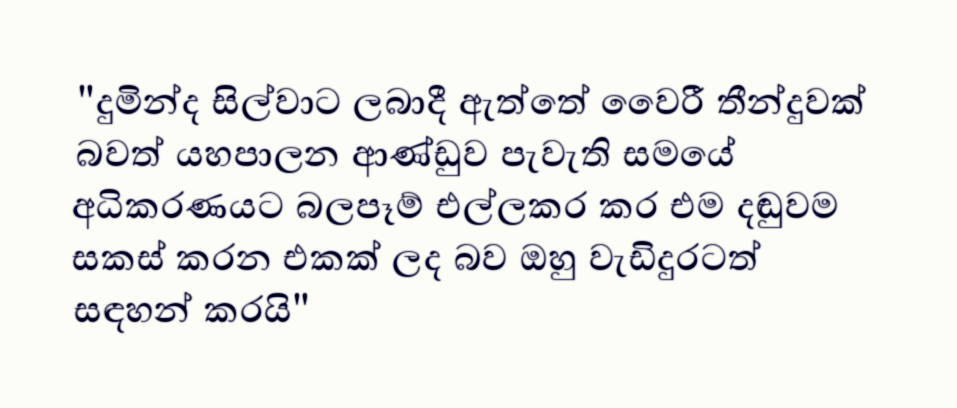 "දුමින්ද සිල්වාට ලබාදී ඇත්තේ වෛරී තීන්දුවක්
බවත් යහපාලන ආණ්ඩුව පැවැති සමයේ
අධිකරණයට බලපෑම් එල්ලකර කර එම දඬුවම
සකස් කරන එකක් ලද බව ඔහු වැඩිදුරටත්
සඳහන් කරයි"